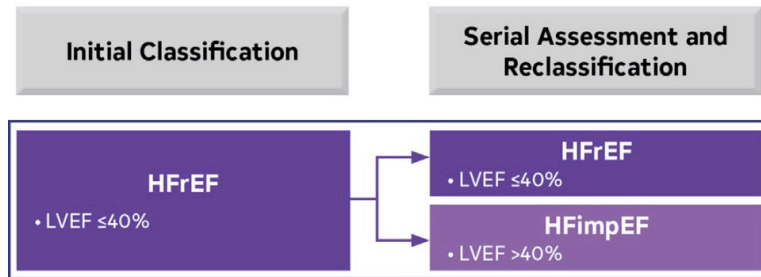 Initial Classification
Serial Assessment and
Reclassification
HFrEF
• LVEF ≤40%
HFrEF
• LVEF ≤40%
HFimpEF
• LVEF >40%